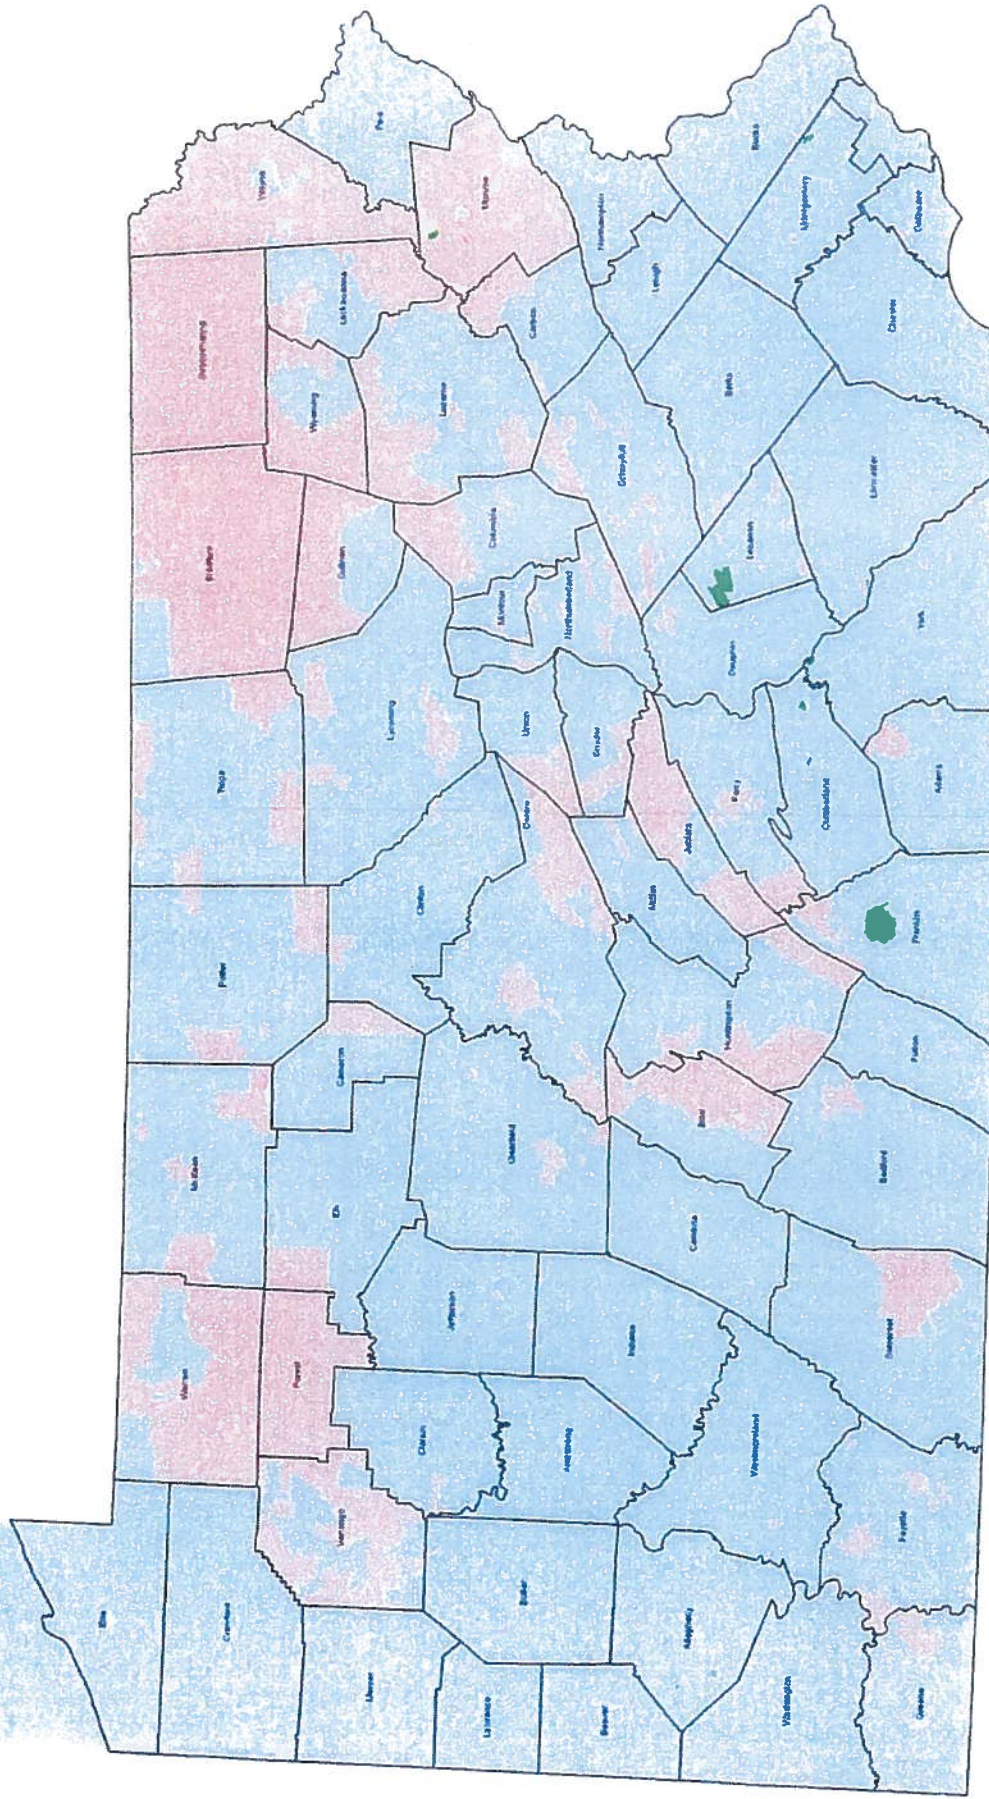 Erie
Crawford
Mercer
Lawrence
Beaver
Washington
Greene
Warren
Forest
Venango
Clarion
Butler
Armstrong
Allegheny
Westmoreland
Fayette
McKean
Elk
Jefferson
Indiana
Cambria
Somerset
Potter
Cameron
Clearfield
Centre
Blair
Huntingdon
Bedford
Fulton
Tioga
Clinton
Lycoming
Union
Snyder
Mifflin
Juniata
Perry
Cumberland
Franklin
Adams
Bradford
Sullivan
Columbia
Montour
Northumberland
Dauphin
Lebanon
York
Susquehanna
Wyoming
Lackawanna
Luzerne
Schuylkill
Berks
Lancaster
Wayne
Pike
Monroe
Carbon
Northampton
Lehigh
Bucks
Montgomery
Chester
Delaware